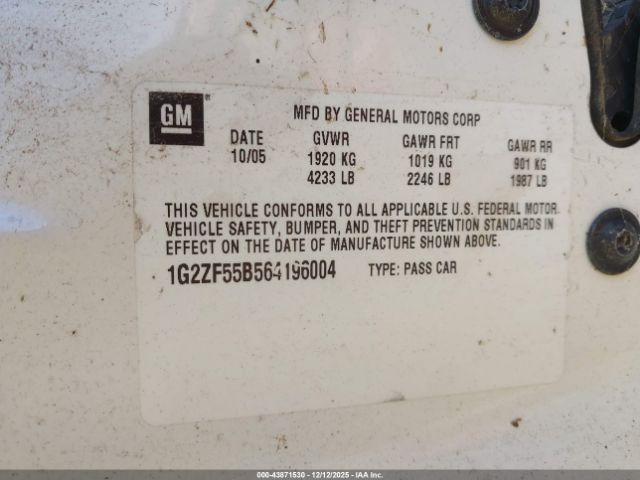 GM ®
MFD BY GENERAL MOTORS CORP
DATE GVWR GAWR FRT GAWR RR
10/05 1920 KG 1019 KG 901 KG
4233 LB 2246 LB 1987 LB
THIS VEHICLE CONFORMS TO ALL APPLICABLE U.S. FEDERAL MOTOR
VEHICLE SAFETY, BUMPER, AND THEFT PREVENTION STANDARDS IN
EFFECT ON THE DATE OF MANUFACTURE SHOWN ABOVE.
1G2ZF55B564196004 TYPE: PASS CAR
000-43871530 - 12/12/2025 - IAAI.com